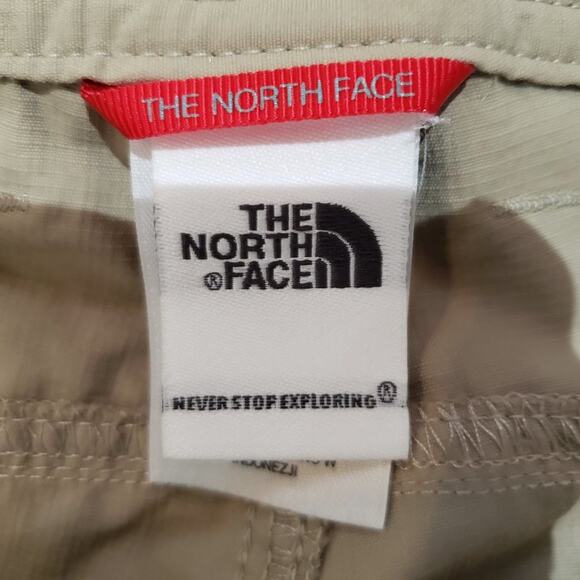 THE NORTH FACE
THE
NORTH
®FACE
NEVER STOP EXPLORING®